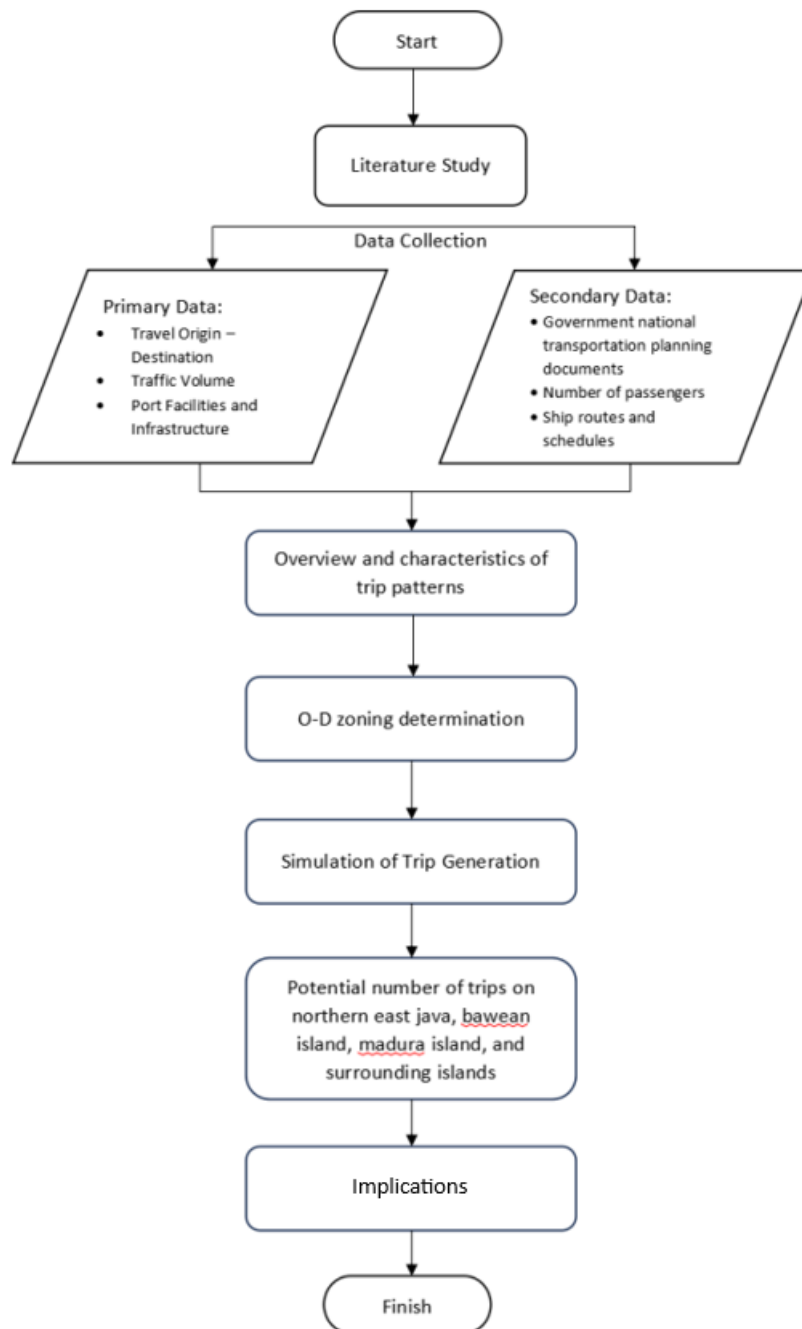 Start
Literature Study
Data Collection
Primary Data:
• Travel Origin –
Destination
• Traffic Volume
• Port Facilities and
Infrastructure
Secondary Data:
• Government national
transportation planning
documents
• Number of passengers
• Ship routes and
schedules
Overview and characteristics of
trip patterns
O-D zoning determination
Simulation of Trip Generation
Potential number of trips on
northern east java, bawean
island, madura island, and
surrounding islands
Implications
Finish